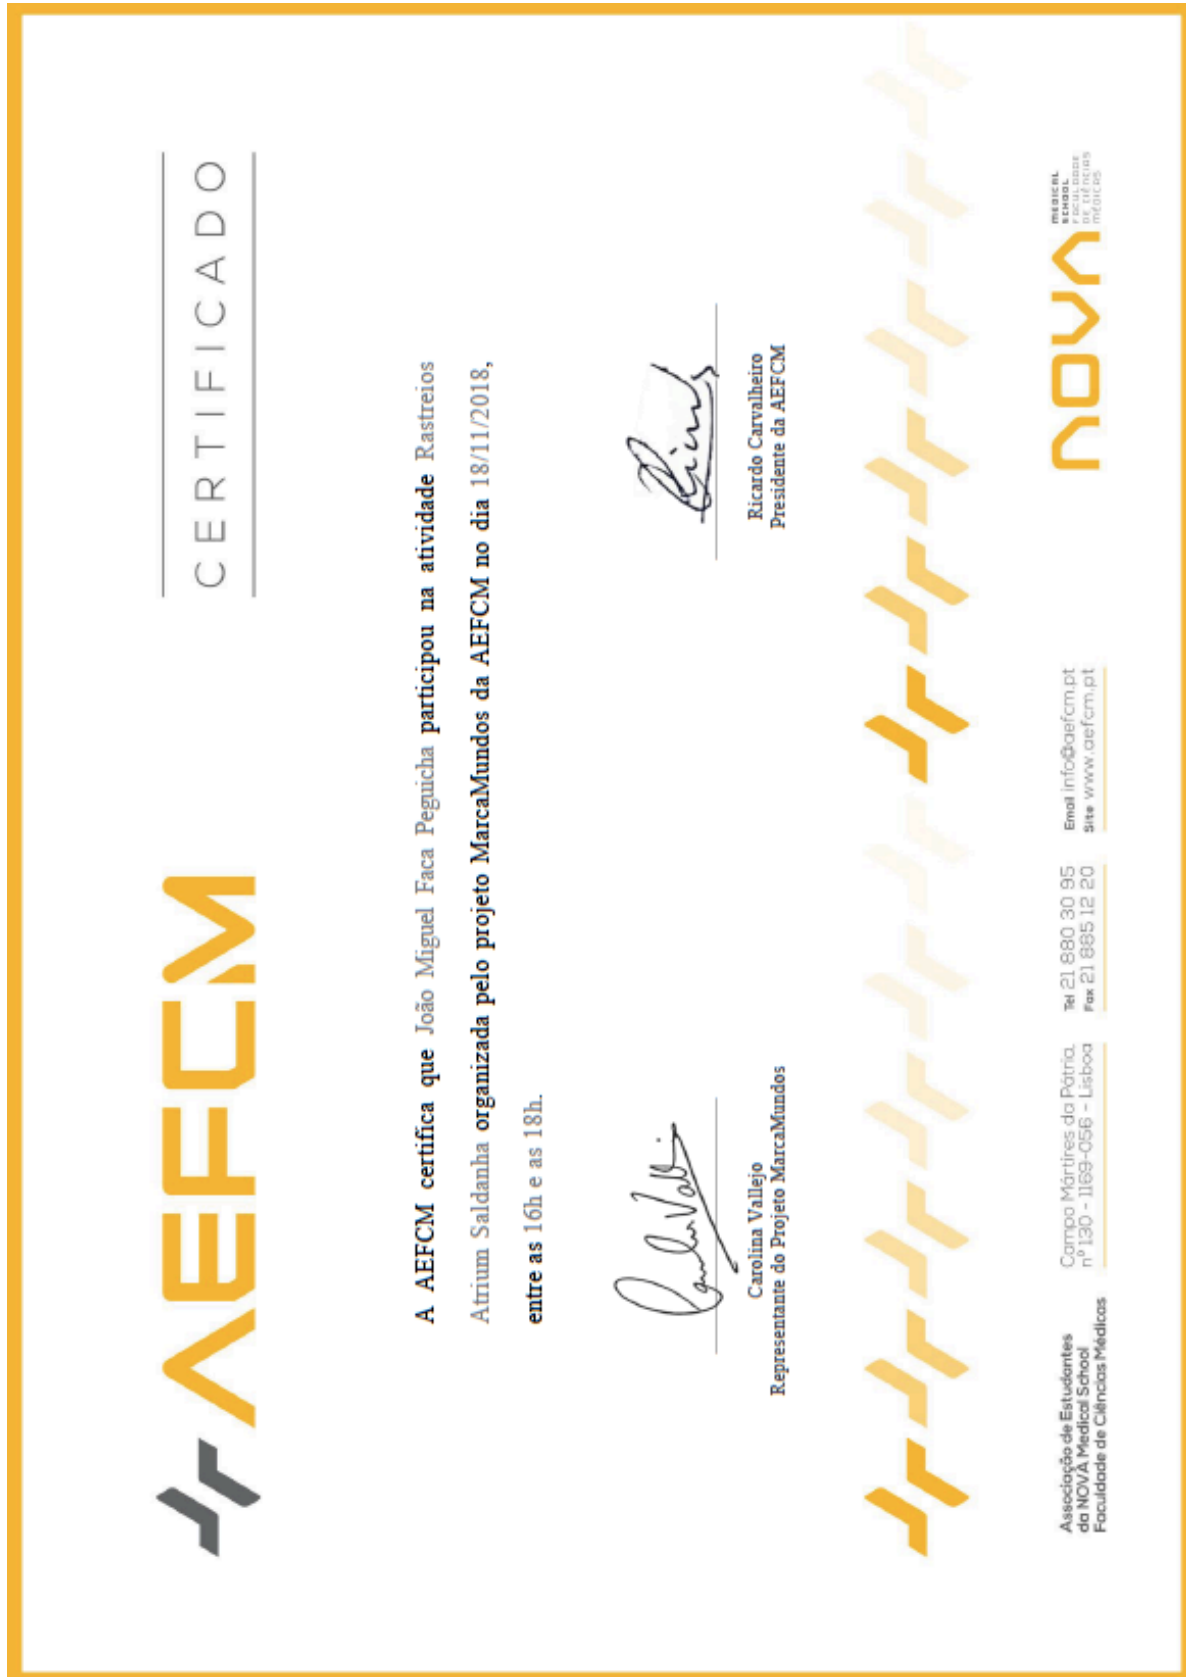 AEFCM
CERTIFICADO
A AEFCM certifica que João Miguel Faca Peguicha participou na atividade Rastreios
Atrium Saldanha organizada pelo projeto MarcaMundos da AEFCM no dia 18/11/2018,
entre as 16h e as 18h.
Carolina Vallejo
Representante do Projeto MarcaMundos
Ricardo Carvalheiro
Presidente da AEFCM
Associação de Estudantes
da NOVA Medical School
Faculdade de Ciências Médicas
Campo Mártires da Pátria,
nº 130 - 1169-056 - Lisboa
Tel 21 880 30 95
Fax 21 885 12 20
Email info@aefcm.pt
Site www.aefcm.pt
NOVA
MEDICAL
SCHOOL
FACULDADE
DE CIÊNCIAS
MÉDICAS